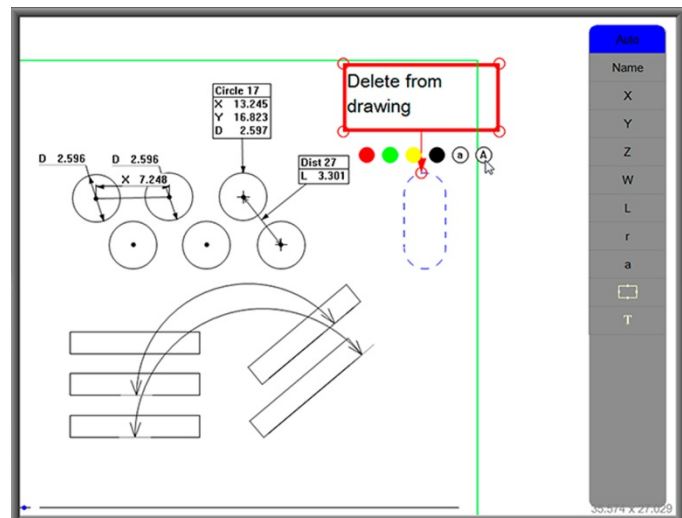 Auto
Name
X
Y
Z
W
L
r
a
T
Delete from
drawing
a A
Circle 17
X 13.245
Y 16.823
D 2.597
Dist 27
L 3.301
D 2.596
D 2.596
X 7.248
35.574 x 27.029